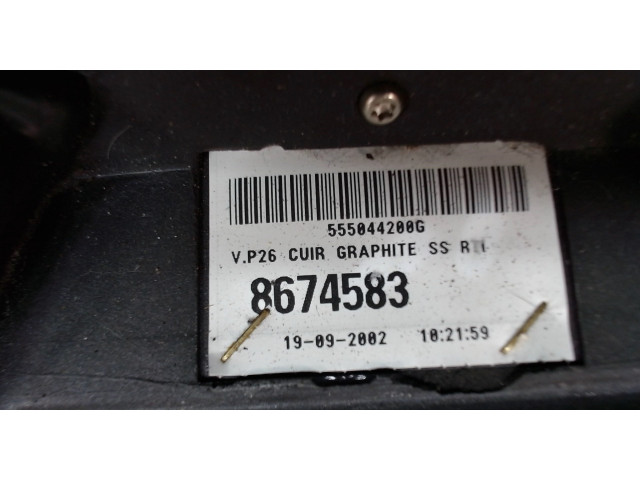 555044200G
V.P26 CUIR GRAPHITE SS
8674583
19-09-2002 10:21:59